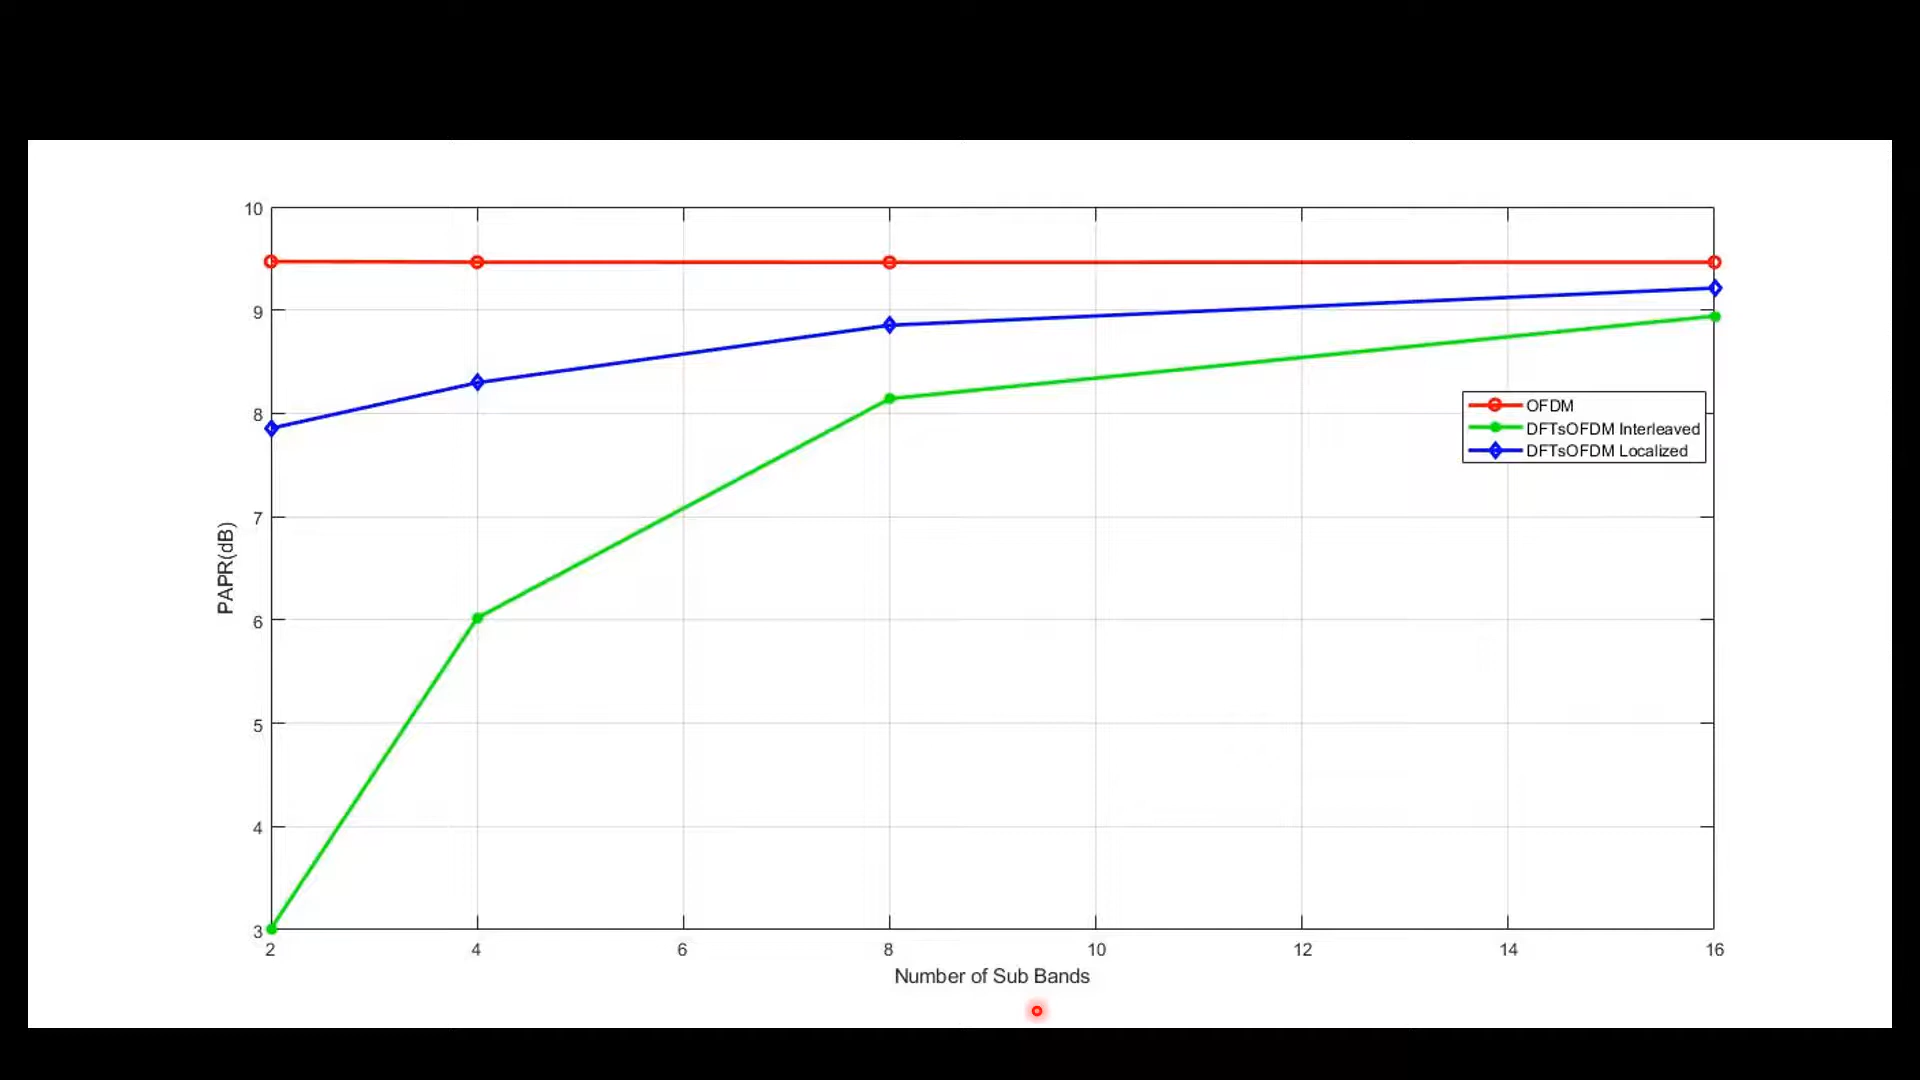 10
9
8
7
6
5
4
3
PAPR(dB)
OFDM
DFTsOFDM Interleaved
DFTsOFDM Localized
2 4 6 8 10 12 14 16
Number of Sub Bands